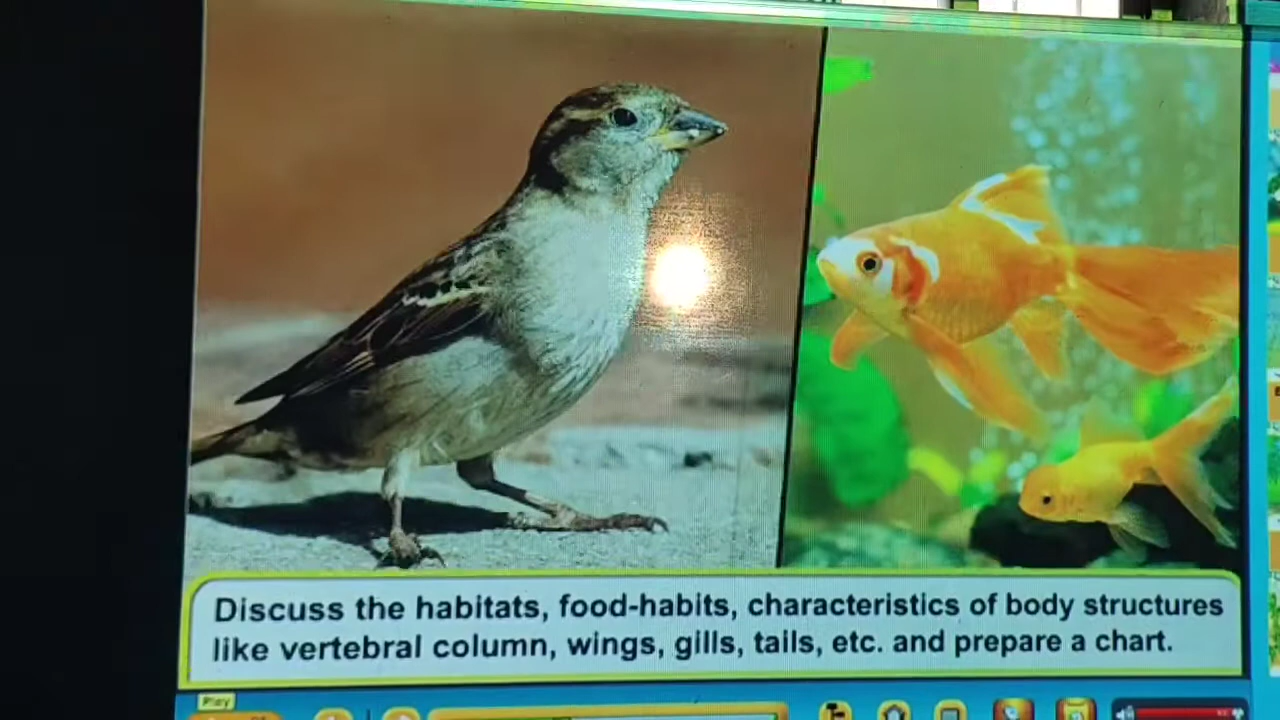 Discuss the habitats, food-habits, characteristics of body structures
like vertebral column, wings, gills, tails, etc. and prepare a chart.
Play